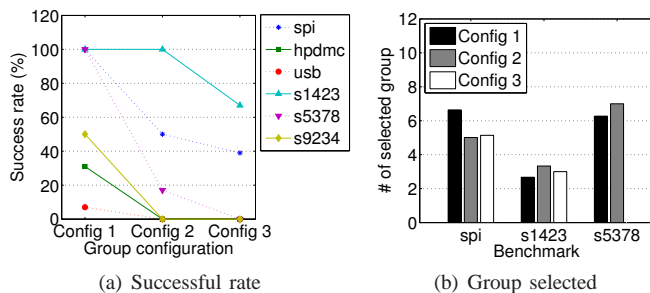 120
100
80
60
40
20
0
Success rate (%)
Config 1 Config 2 Config 3
Group configuration
spi
hpdmc
usb
s1423
s5378
s9234
(a) Successful rate
12
10
8
6
4
2
0
# of selected group
Config 1
Config 2
Config 3
spi s1423 s5378
Benchmark
(b) Group selected